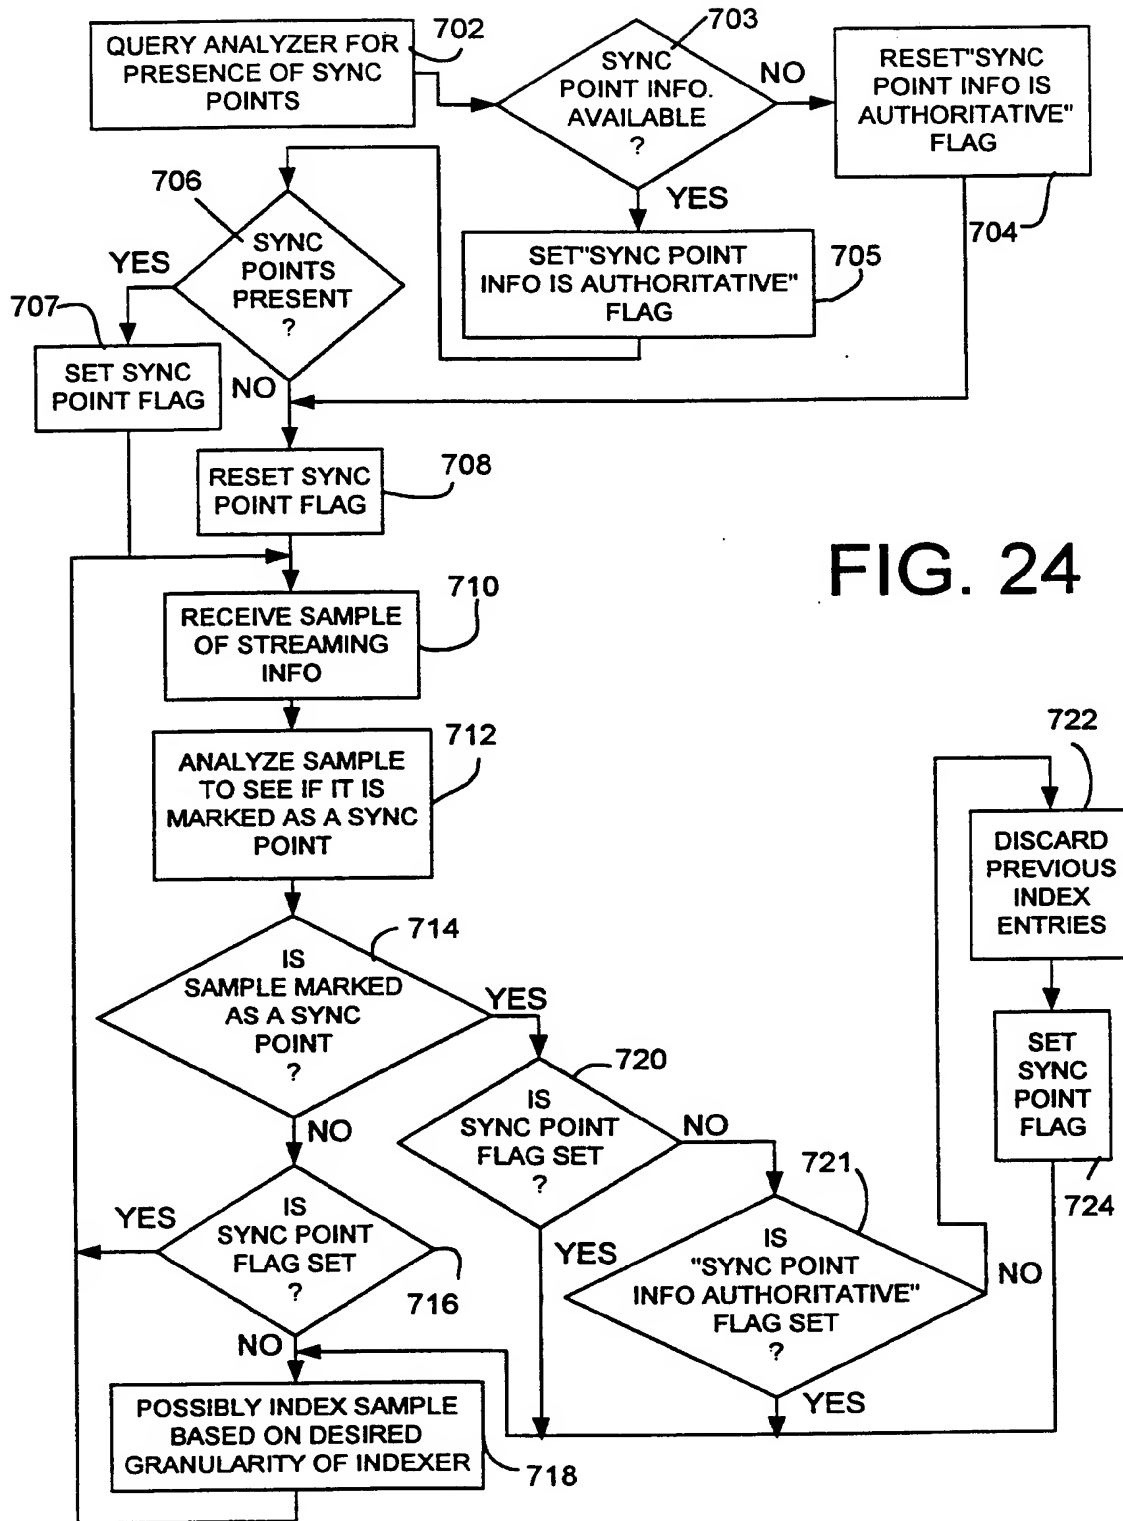 QUERY ANALYZER FOR
PRESENCE OF SYNC
POINTS
702
SYNC
POINT INFO.
AVAILABLE
?
703
NO
YES
RESET"SYNC
POINT INFO IS
AUTHORITATIVE"
FLAG
704
SET"SYNC POINT
INFO IS AUTHORITATIVE"
FLAG
705
706
SYNC
POINTS
PRESENT
?
YES
NO
707
SET SYNC
POINT FLAG
RESET SYNC
POINT FLAG
708
FIG. 24
RECEIVE SAMPLE
OF STREAMING
INFO
710
ANALYZE SAMPLE
TO SEE IF IT IS
MARKED AS A SYNC
POINT
712
IS
SAMPLE MARKED
AS A SYNC
POINT
?
714
YES
NO
IS
SYNC POINT
FLAG SET
?
716
YES
NO
POSSIBLY INDEX SAMPLE
BASED ON DESIRED
GRANULARITY OF INDEXER
718
IS
SYNC POINT
FLAG SET
?
720
NO
YES
IS
"SYNC POINT
INFO AUTHORITATIVE"
FLAG SET
?
721
NO
YES
722
DISCARD
PREVIOUS
INDEX
ENTRIES
SET
SYNC
POINT
FLAG
724